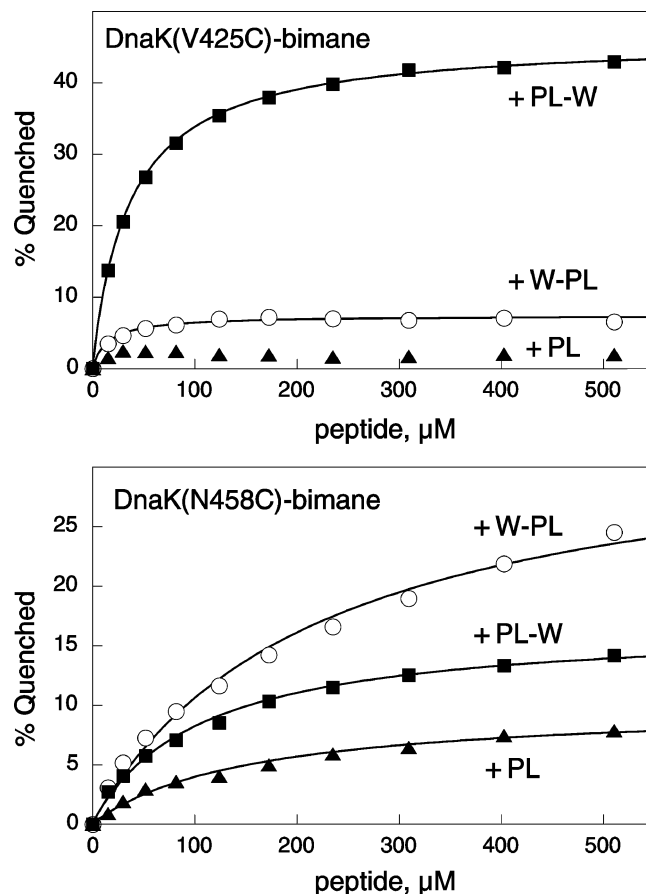 DnaK(V425C)-bimane
40
+ PL-W
30
% Quenched
20
10
+ W-PL
+ PL
0
0 100 200 300 400 500
peptide, µM
DnaK(N458C)-bimane
25
+ W-PL
20
% Quenched
15
+ PL-W
10
5
+ PL
0
0 100 200 300 400 500
peptide, µM